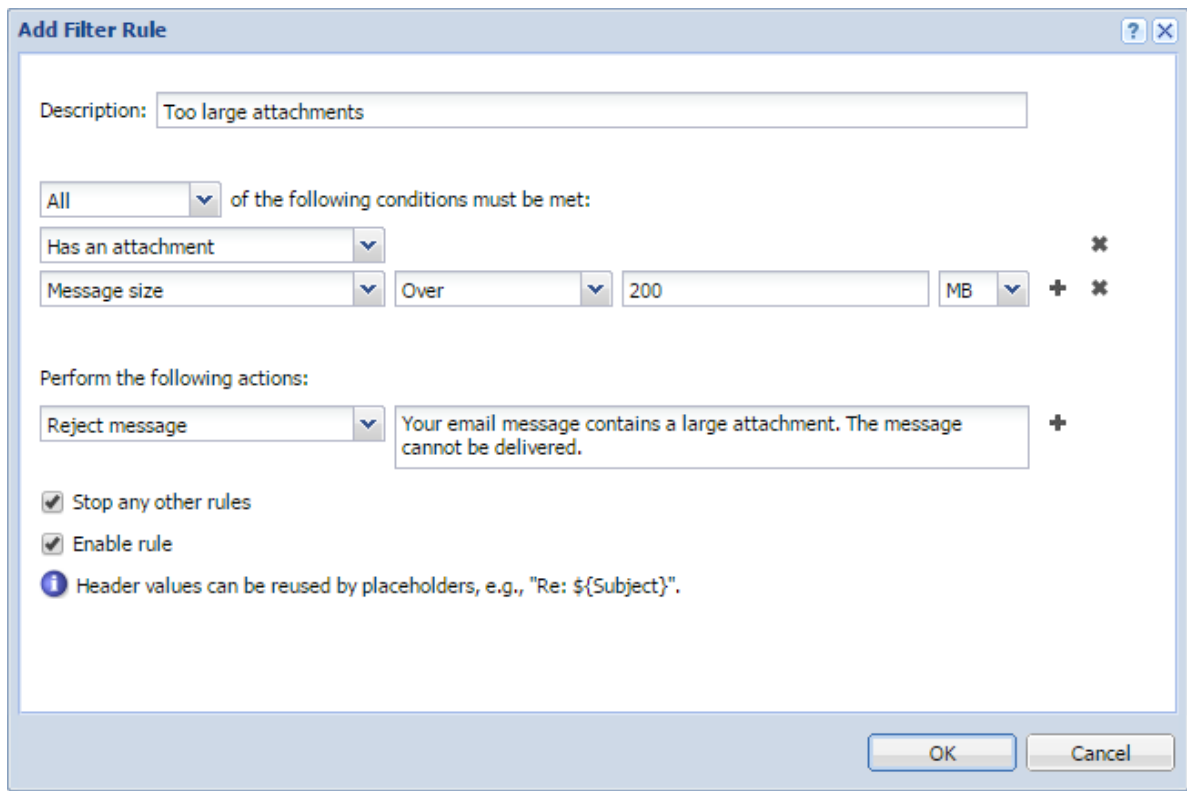 Add Filter Rule
?
Description: Too large attachments
All of the following conditions must be met:
Has an attachment
Message size Over 200 MB
Perform the following actions:
Reject message Your email message contains a large attachment. The message
cannot be delivered.
Stop any other rules
Enable rule
Header values can be reused by placeholders, e.g., "Re: ${Subject}".
OK Cancel